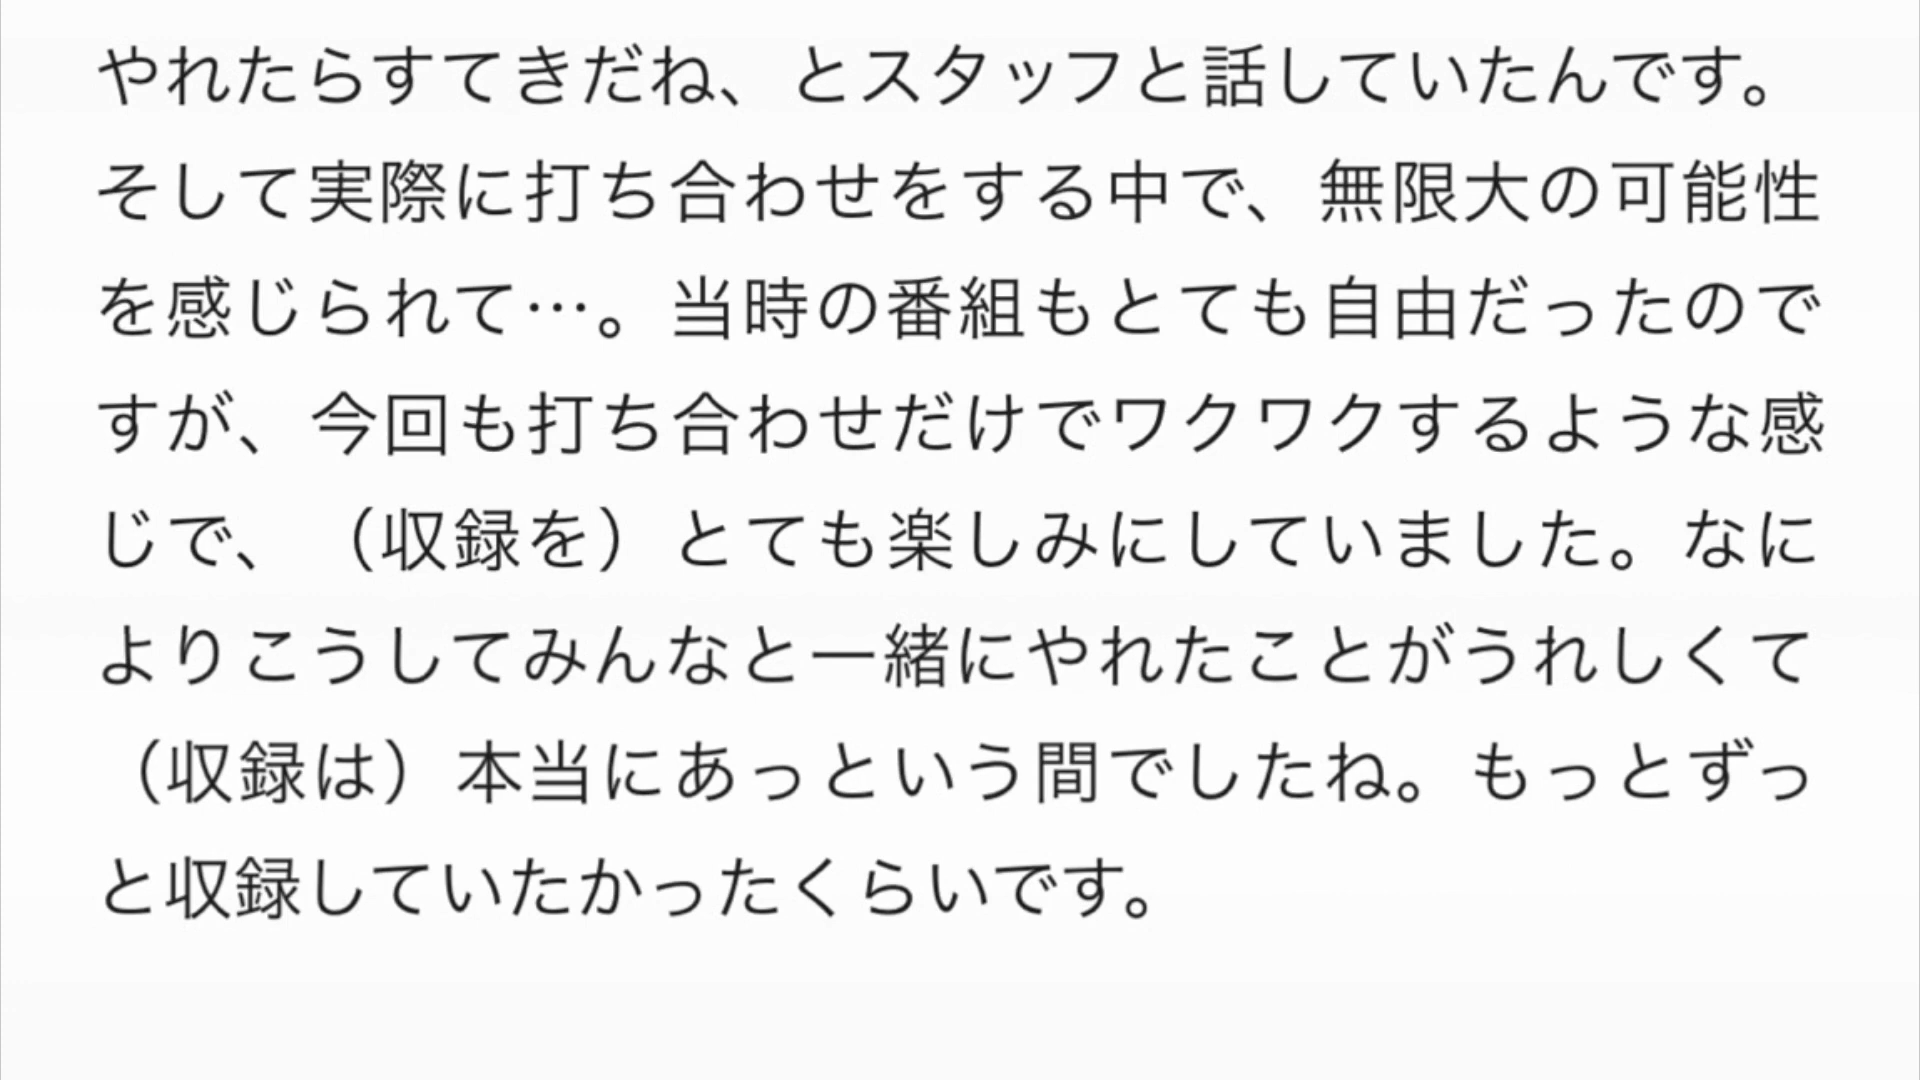 やれたらすてきだね、とスタッフと話していたんです。
そして実際に打ち合わせをする中で、無限大の可能性
を感じられて…。当時の番組もとても自由だったので
すが、今回も打ち合わせだけでワクワクするような感
じで、（収録を）とても楽しみにしていました。なに
よりこうしてみんなと一緒にやれたことがうれしくて
（収録は）本当にあっという間でしたね。もっとずっ
と収録していたかったくらいです。